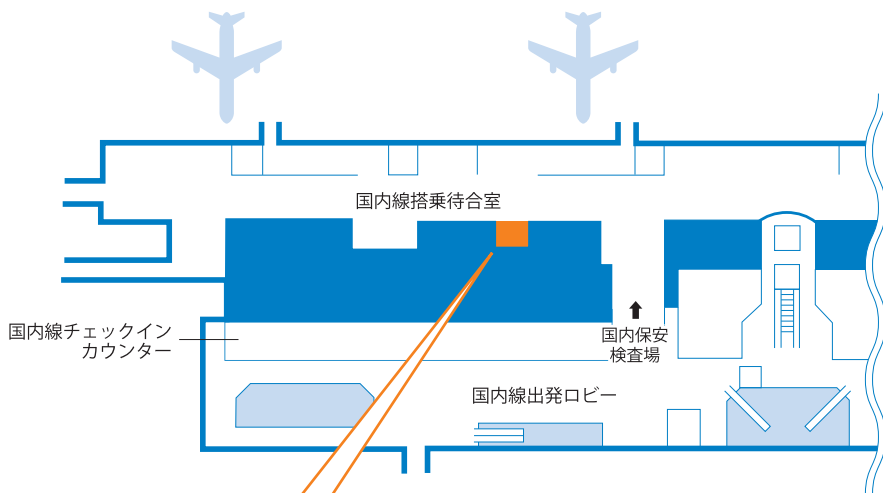 国内線搭乗待合室
国内線チェックイン
カウンター
国内保安
検査場
国内線出発ロビー